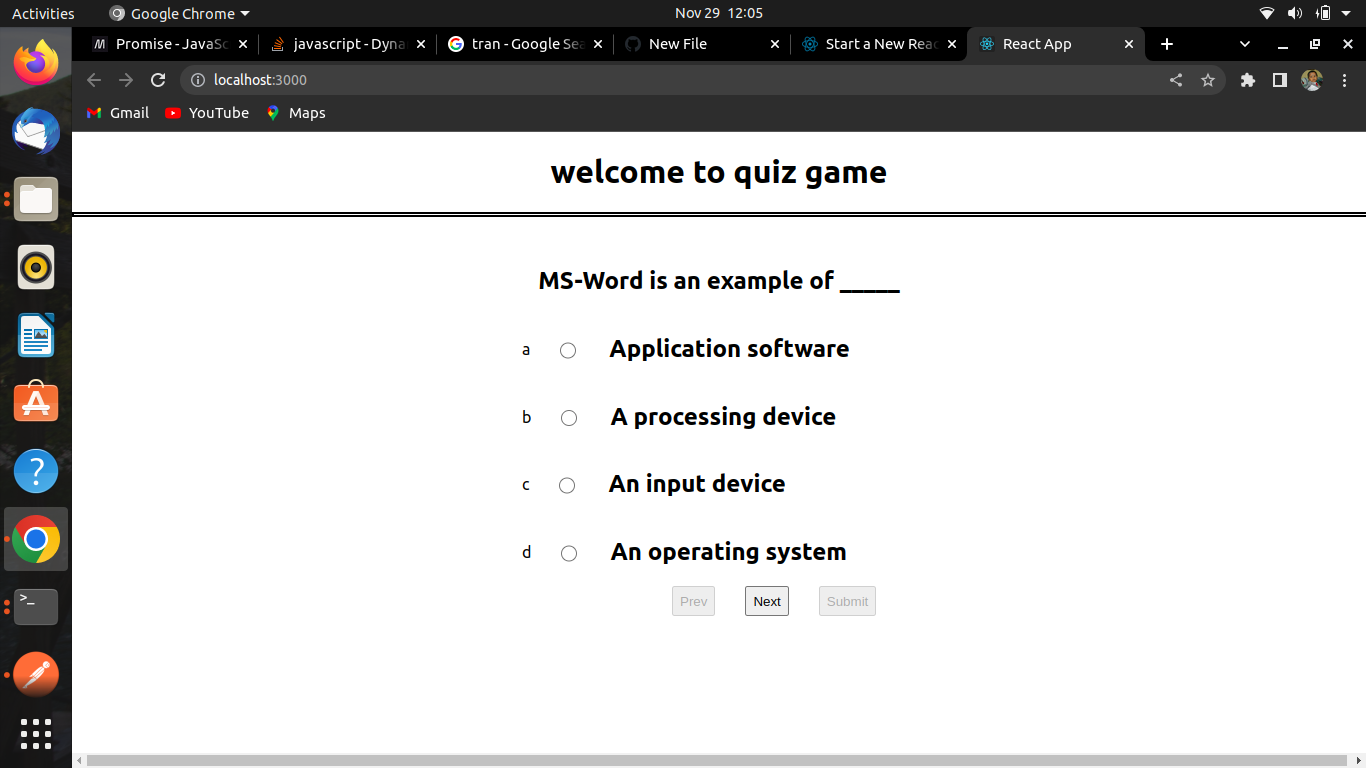 Activities Google Chrome Nov 29 12:05
Promise - JavaSc javascript - Dyna tran - Google Sea New File Start a New Reac React App
localhost:3000
Gmail YouTube Maps
welcome to quiz game
MS-Word is an example of _____
a Application software
b A processing device
c An input device
d An operating system
Prev Next Submit